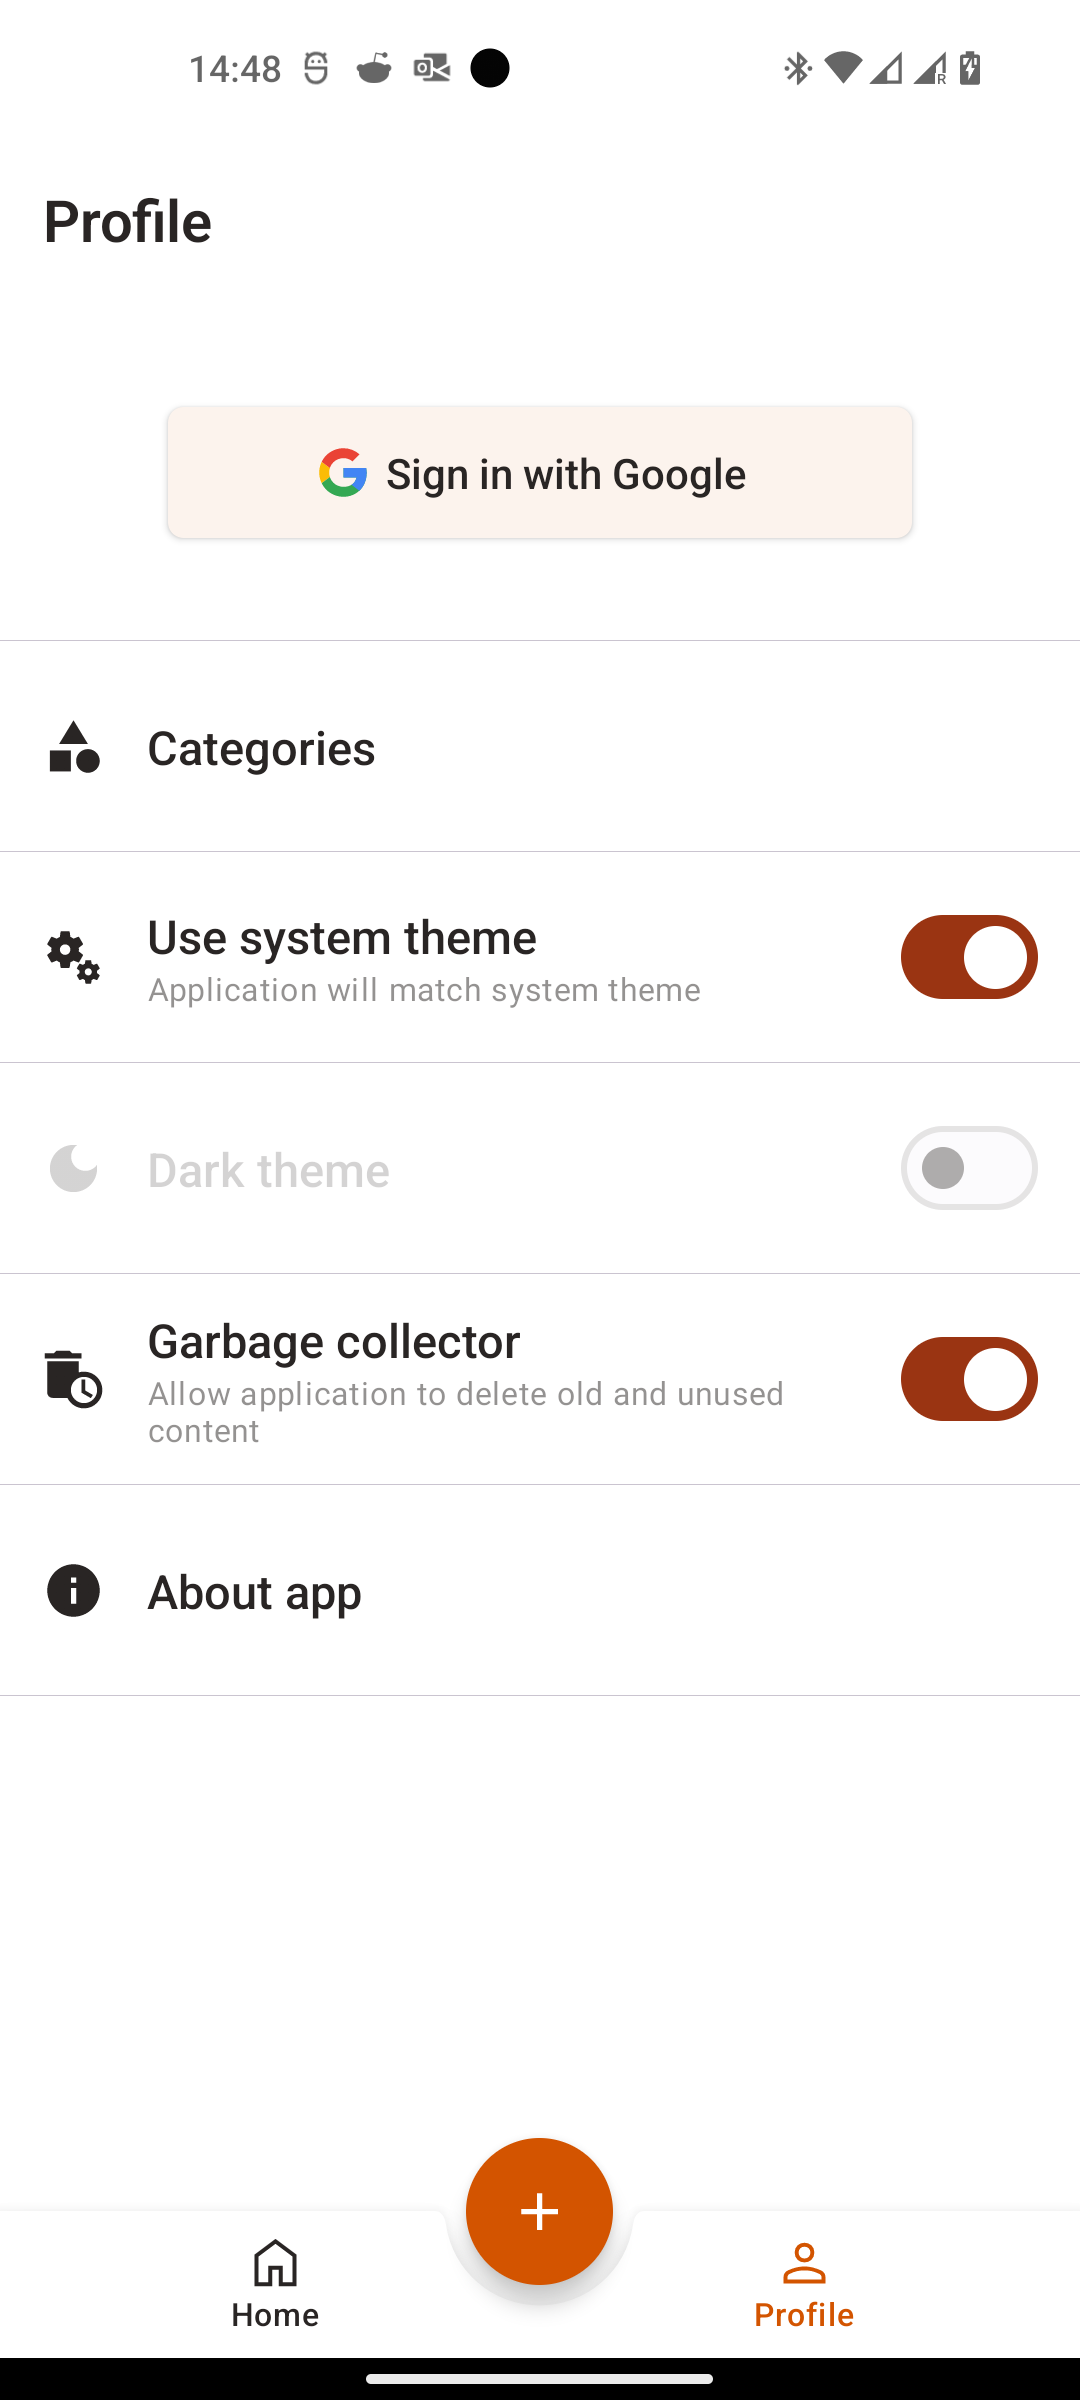 14:48
R
Profile
Sign in with Google
Categories
Use system theme
Application will match system theme
Dark theme
Garbage collector
Allow application to delete old and unused
content
About app
Home
Profile